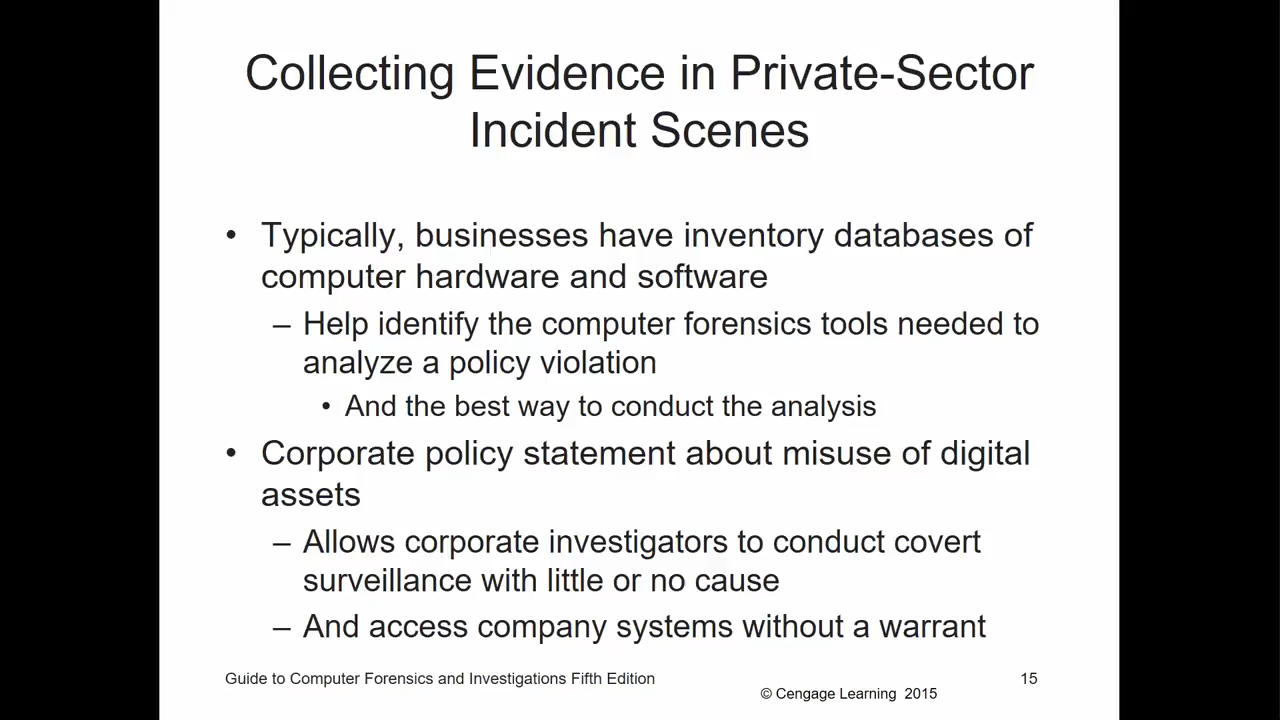 Collecting Evidence in Private-Sector
Incident Scenes
• Typically, businesses have inventory databases of
computer hardware and software
– Help identify the computer forensics tools needed to
analyze a policy violation
• And the best way to conduct the analysis
• Corporate policy statement about misuse of digital
assets
– Allows corporate investigators to conduct covert
surveillance with little or no cause
– And access company systems without a warrant
Guide to Computer Forensics and Investigations Fifth Edition
© Cengage Learning 2015
15